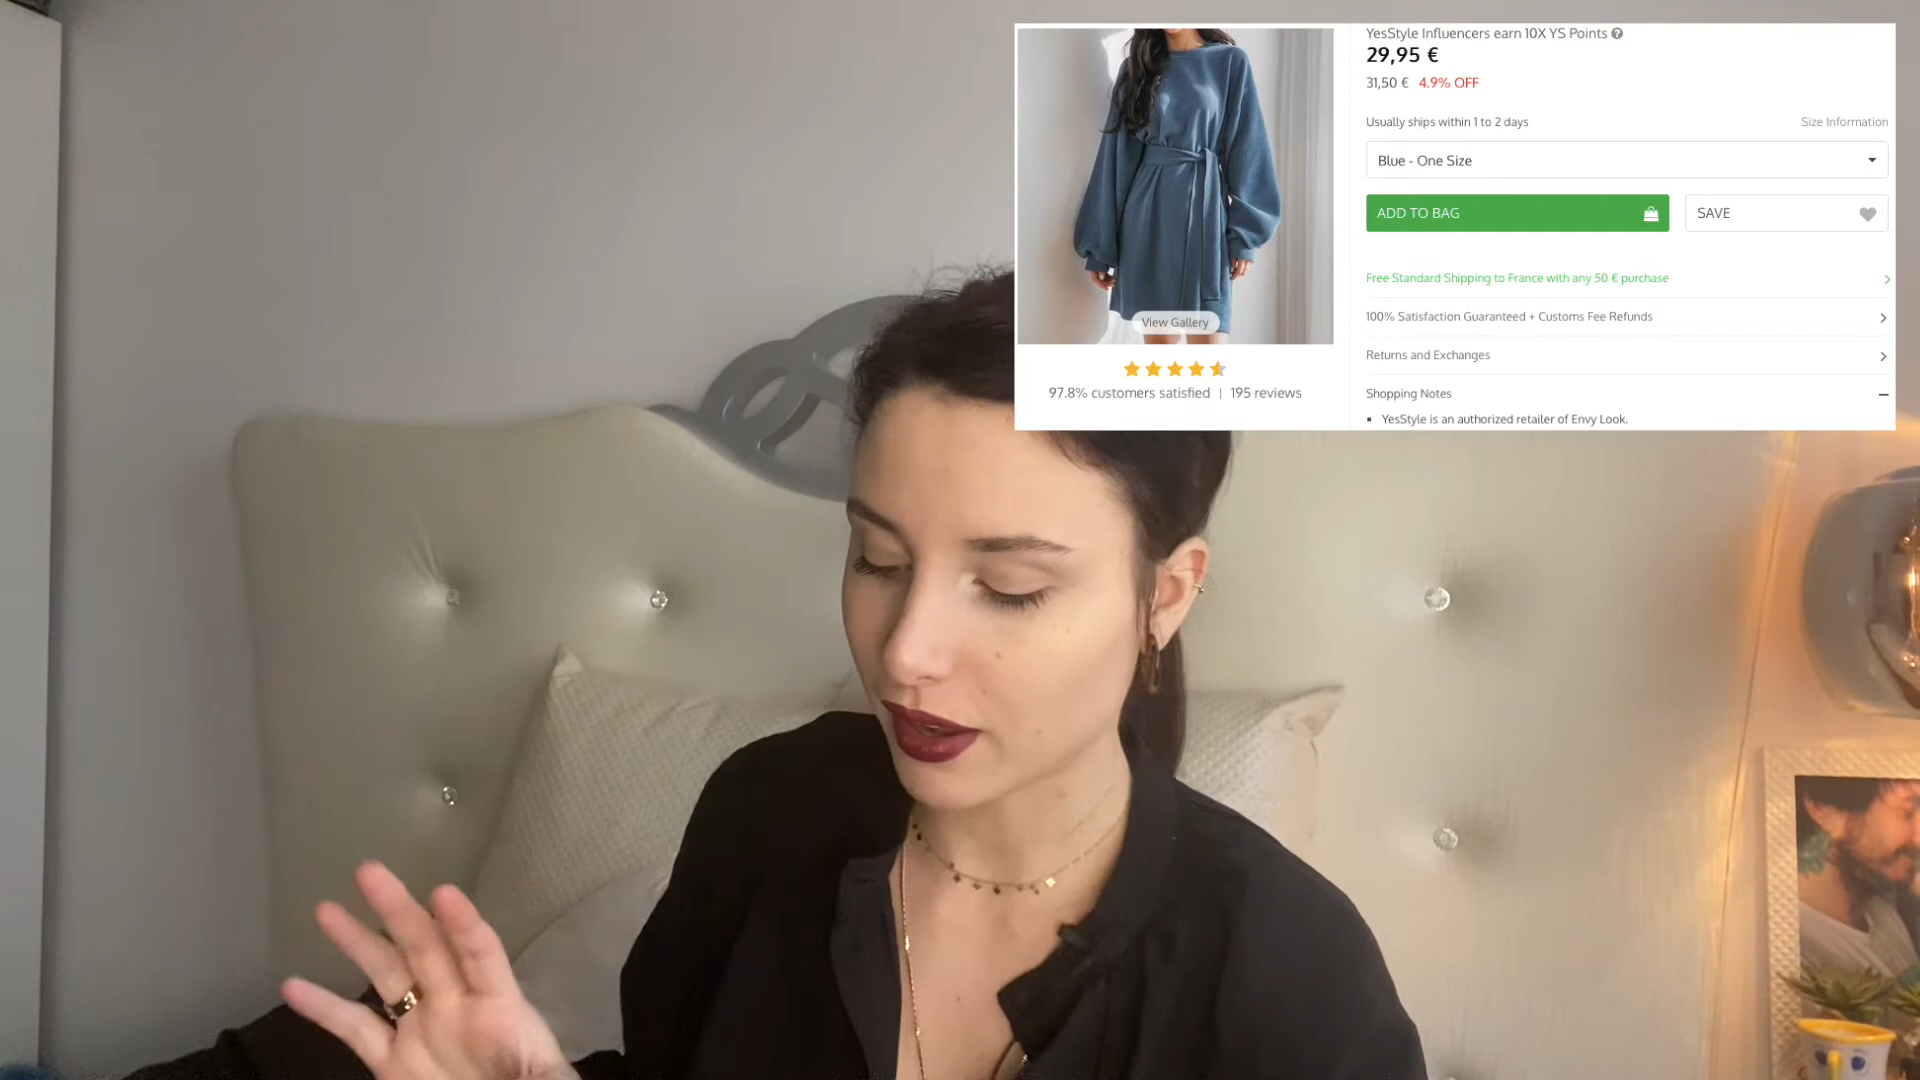 YesStyle Influencers earn 10X YS Points
29,95 €
31,50 € 4.9% OFF
Usually ships within 1 to 2 days
Size Information
Blue - One Size
ADD TO BAG
SAVE
Free Standard Shipping to France with any 50 € purchase
100% Satisfaction Guaranteed + Customs Fee Refunds
Returns and Exchanges
Shopping Notes
YesStyle is an authorized retailer of Envy Look.
View Gallery
97.8% customers satisfied | 195 reviews